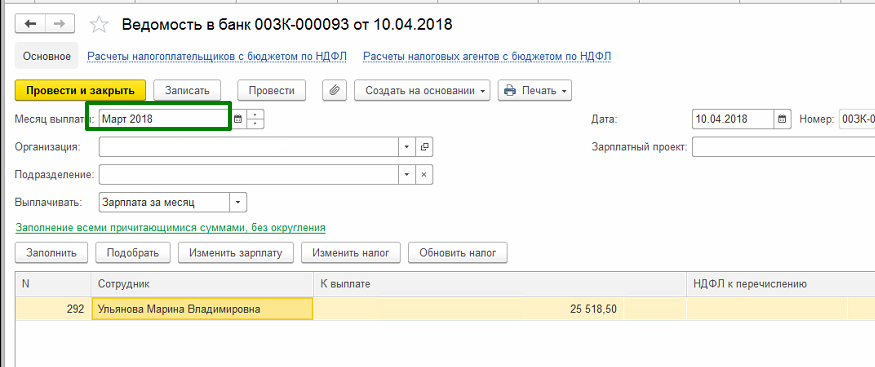 Ведомость в банк 00ЗК-000093 от 10.04.2018
Основное Расчеты налогоплательщиков с бюджетом по НДФЛ Расчеты налоговых агентов с бюджетом по НДФЛ
Провести и закрыть Записать Провести Создать на основании Печать
Месяц выплаты: Март 2018 Дата: 10.04.2018 Номер: 00ЗК-0
Организация: Зарплатный проект:
Подразделение:
Выплачивать: Зарплата за месяц
Заполнение всеми причитающимися суммами, без округления
Заполнить Подобрать Изменить зарплату Изменить налог Обновить налог
N Сотрудник К выплате НДФЛ к перечислению
292 Ульянова Марина Владимировна 25 518,50